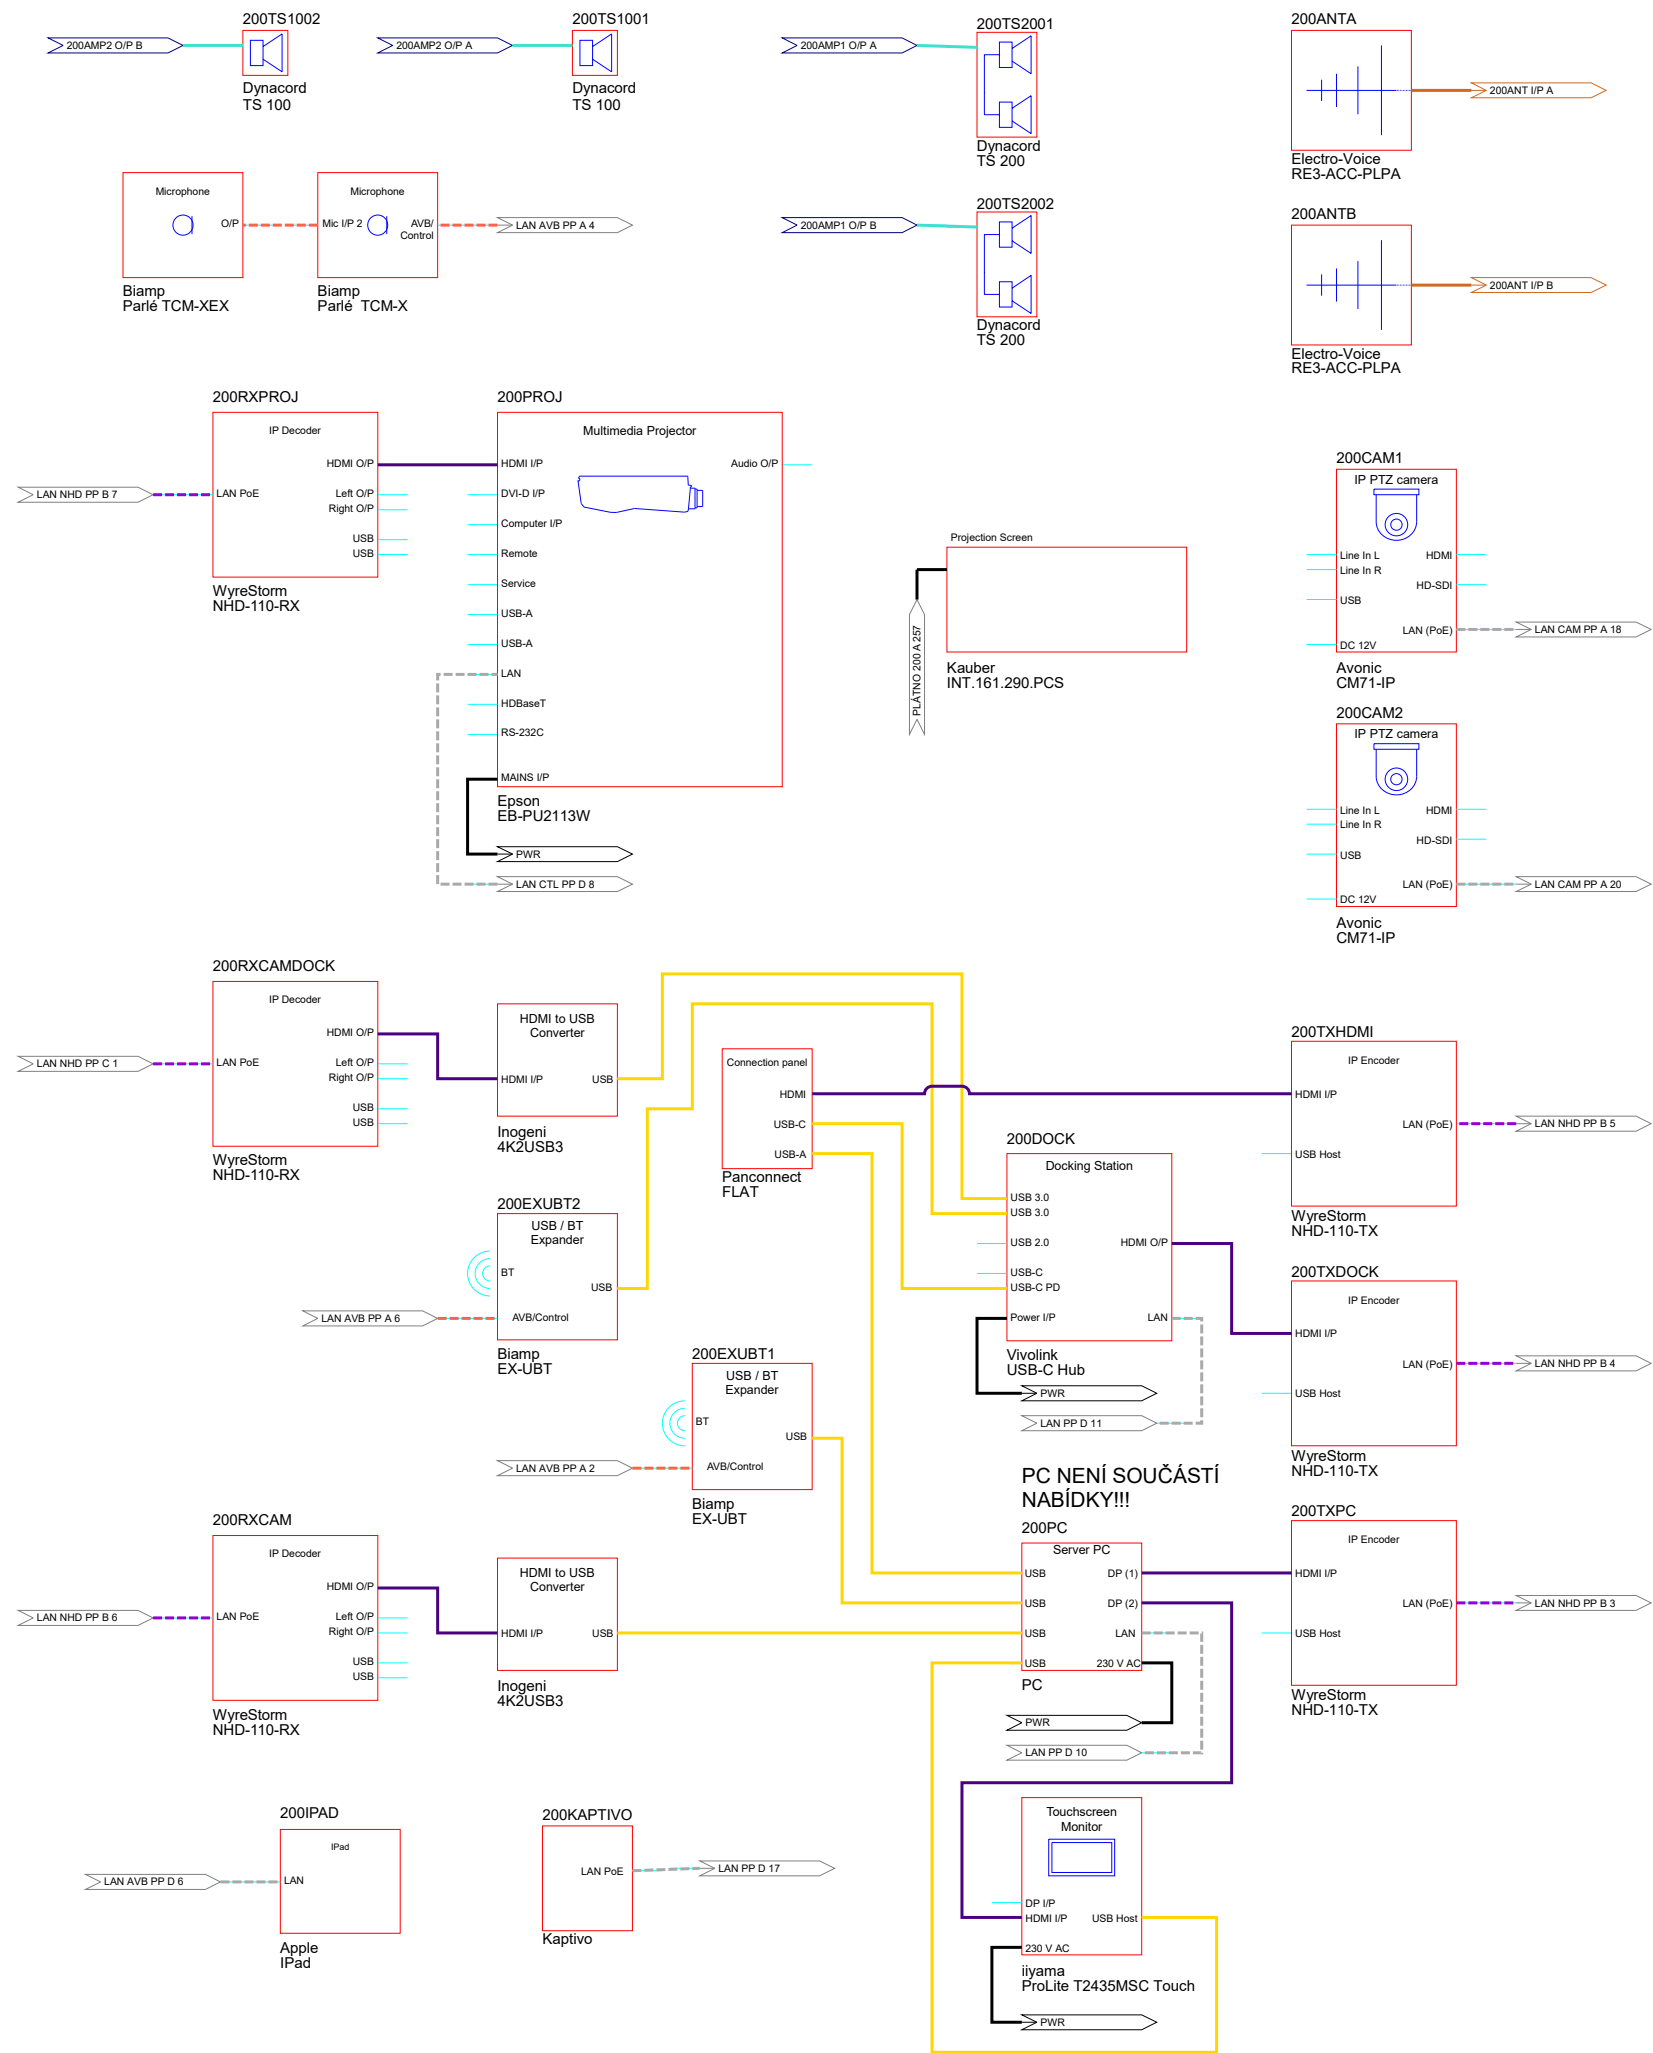 200TS1002
200AMP2 O/P B
Dynacord
TS 100
200TS1001
200AMP2 O/P A
Dynacord
TS 100
200TS2001
200AMP1 O/P A
Dynacord
TS 200
200ANTA
200ANT I/P A
Electro-Voice
RE3-ACC-PLPA
Microphone
O/P
Biamp
Parlé TCM-XEX
Microphone
Mic I/P 2
AVB/
Control
LAN AVB PP A 4
Biamp
Parlé  TCM-X
200TS2002
200AMP1 O/P B
Dynacord
TS 200
200ANTB
200ANT I/P B
Electro-Voice
RE3-ACC-PLPA
200RXPROJ
IP Decoder
HDMI O/P
LAN NHD PP B 7
LAN PoE
Left O/P
Right O/P
USB
USB
WyreStorm
NHD-110-RX
200PROJ
Multimedia Projector
HDMI I/P
Audio O/P
DVI-D I/P
Computer I/P
Remote
Service
USB-A
USB-A
LAN
HDBaseT
RS-232C
MAINS I/P
Epson
EB-PU2113W
PWR
LAN CTL PP D 8
Projection Screen
PLÁTNO 200 A 257
Kauber
INT.161.290.PCS
200CAM1
IP PTZ camera
Line In L
HDMI
Line In R
HD-SDI
USB
LAN (PoE)
LAN CAM PP A 18
DC 12V
Avonic
CM71-IP
200CAM2
IP PTZ camera
Line In L
HDMI
Line In R
HD-SDI
USB
LAN (PoE)
LAN CAM PP A 20
DC 12V
Avonic
CM71-IP
200RXCAMDOCK
IP Decoder
HDMI O/P
LAN NHD PP C 1
LAN PoE
Left O/P
Right O/P
USB
USB
WyreStorm
NHD-110-RX
HDMI to USB
Converter
HDMI I/P
USB
Inogeni
4K2USB3
Connection panel
HDMI
USB-C
USB-A
Panconnect
FLAT
200TXHDMI
IP Encoder
HDMI I/P
LAN (PoE)
LAN NHD PP B 5
USB Host
WyreStorm
NHD-110-TX
200DOCK
Docking Station
USB 3.0
USB 3.0
USB 2.0
HDMI O/P
USB-C
USB-C PD
Power I/P
LAN
Vivolink
USB-C Hub
PWR
LAN PP D 11
200EXUBT2
USB / BT
Expander
BT
USB
LAN AVB PP A 6
AVB/Control
Biamp
EX-UBT
200TXDOCK
IP Encoder
HDMI I/P
LAN (PoE)
LAN NHD PP B 4
USB Host
WyreStorm
NHD-110-TX
200EXUBT1
USB / BT
Expander
BT
USB
LAN AVB PP A 2
AVB/Control
Biamp
EX-UBT
PC NENÍ SOUČÁSTÍ
NABÍDKY!!!
200RXCAM
IP Decoder
HDMI O/P
LAN NHD PP B 6
LAN PoE
Left O/P
Right O/P
USB
USB
WyreStorm
NHD-110-RX
HDMI to USB
Converter
HDMI I/P
USB
Inogeni
4K2USB3
200PC
Server PC
USB
DP (1)
USB
DP (2)
USB
LAN
USB
230 V AC
PC
PWR
LAN PP D 10
200TXPC
IP Encoder
HDMI I/P
LAN (PoE)
LAN NHD PP B 3
USB Host
WyreStorm
NHD-110-TX
200IPAD
IPad
LAN AVB PP D 6
LAN
Apple
IPad
200KAPTIVO
LAN PoE
LAN PP D 17
Kaptivo
Touchscreen
Monitor
DP I/P
HDMI I/P
USB Host
230 V AC
iiyama
ProLite T2435MSC Touch
PWR